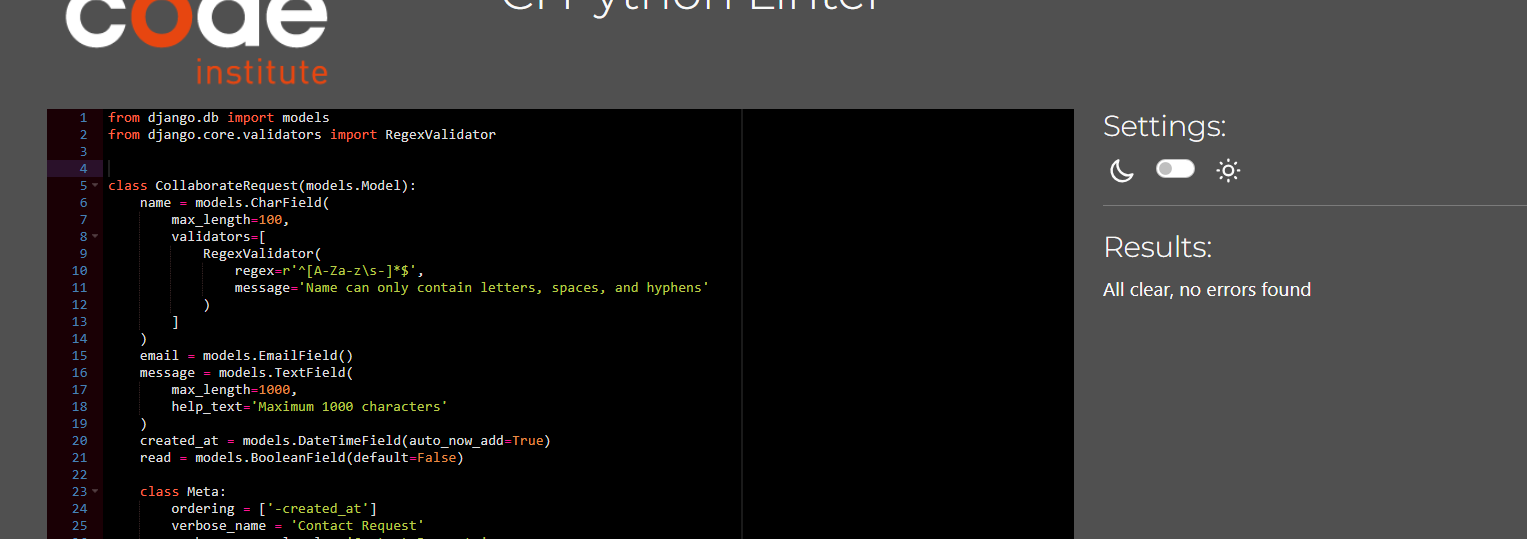 code
institute
CI Python Linter
1 from django.db import models
2 from django.core.validators import RegexValidator
3
4
5 class CollaborateRequest(models.Model):
6     name = models.CharField(
7         max_length=100,
8         validators=[
9             RegexValidator(
10                 regex=r'^[A-Za-z\s-]*$',
11                 message='Name can only contain letters, spaces, and hyphens'
12             )
13         ]
14     )
15     email = models.EmailField()
16     message = models.TextField(
17         max_length=1000,
18         help_text='Maximum 1000 characters'
19     )
20     created_at = models.DateTimeField(auto_now_add=True)
21     read = models.BooleanField(default=False)
22
23     class Meta:
24         ordering = ['-created_at']
25         verbose_name = 'Contact Request'
Settings:
Results:
All clear, no errors found